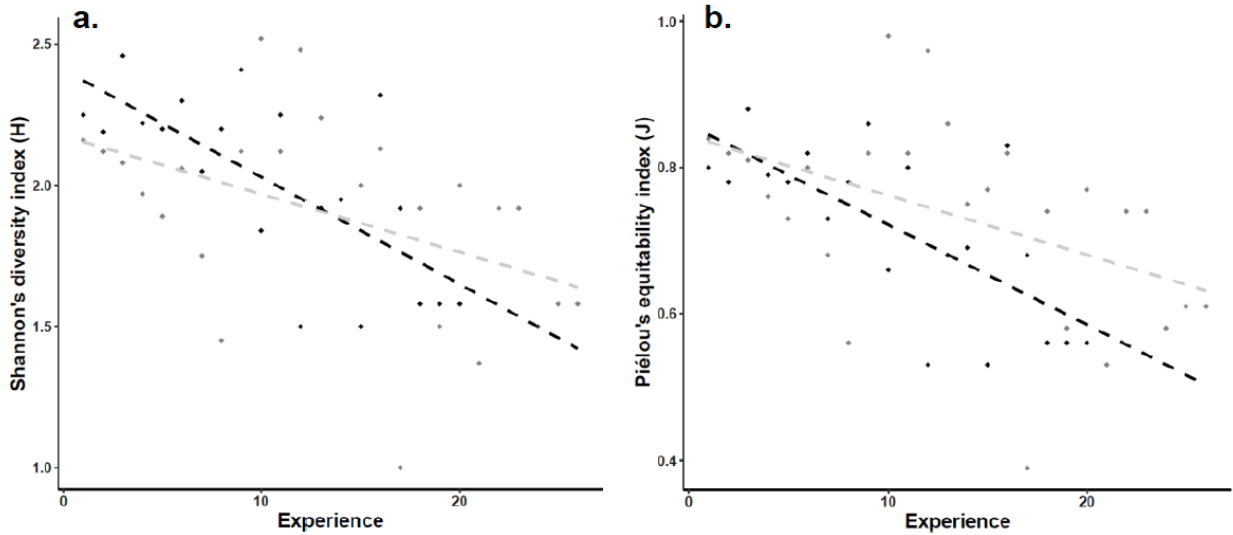 a.
Shannon's diversity index (H)
2.5
2.0
1.5
1.0
0
10
20
Experience
b.
Piélou's equitability index (J)
1.0
0.8
0.6
0.4
0
10
20
Experience